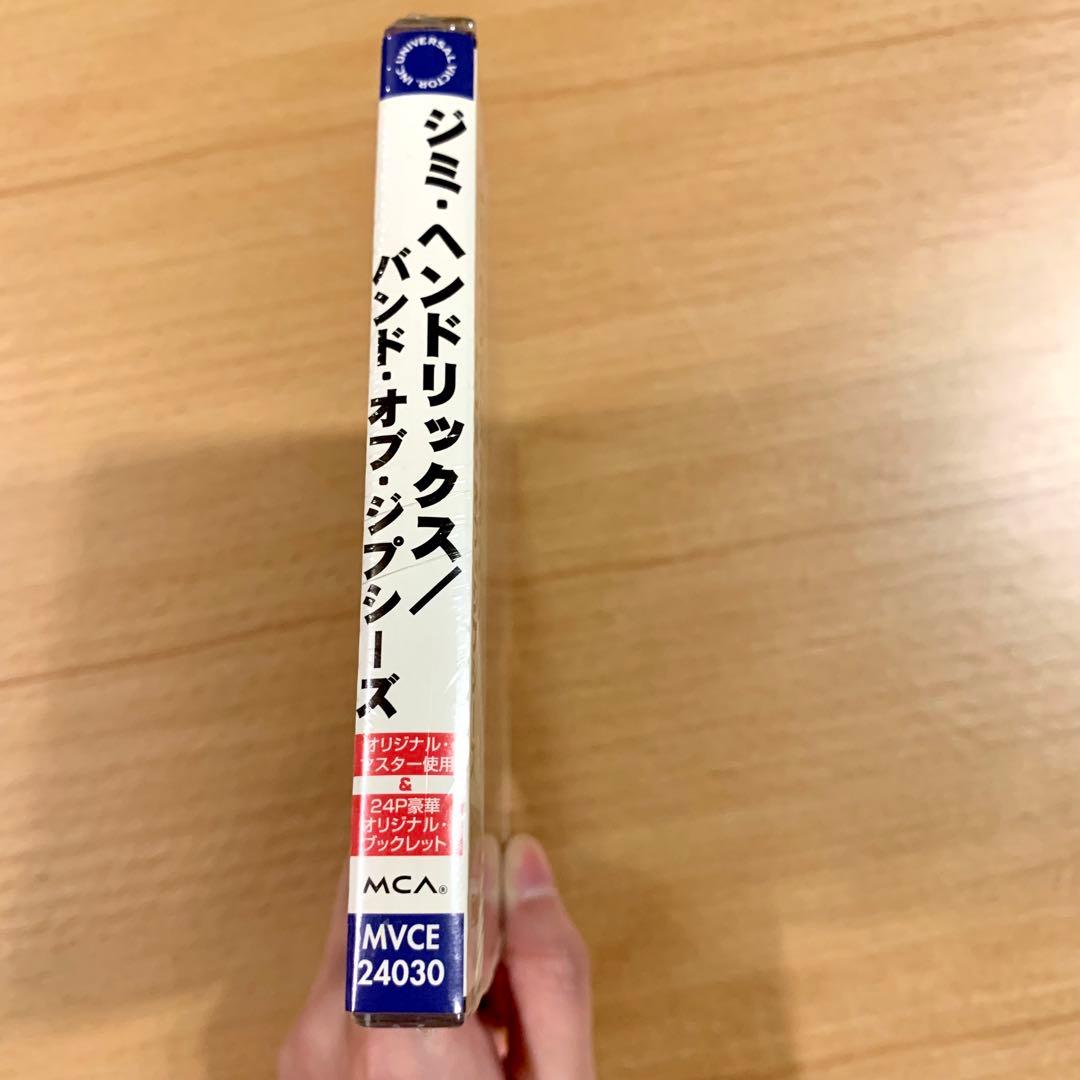 UNIVERSAL VICTOR, INC.
ジミ・ヘンドリックス/
バンド・オブ・ジプシーズ
オリジナル・
マスター使用
&
24P豪華
オリジナル・
ブックレット
MCA®
MVCE
24030